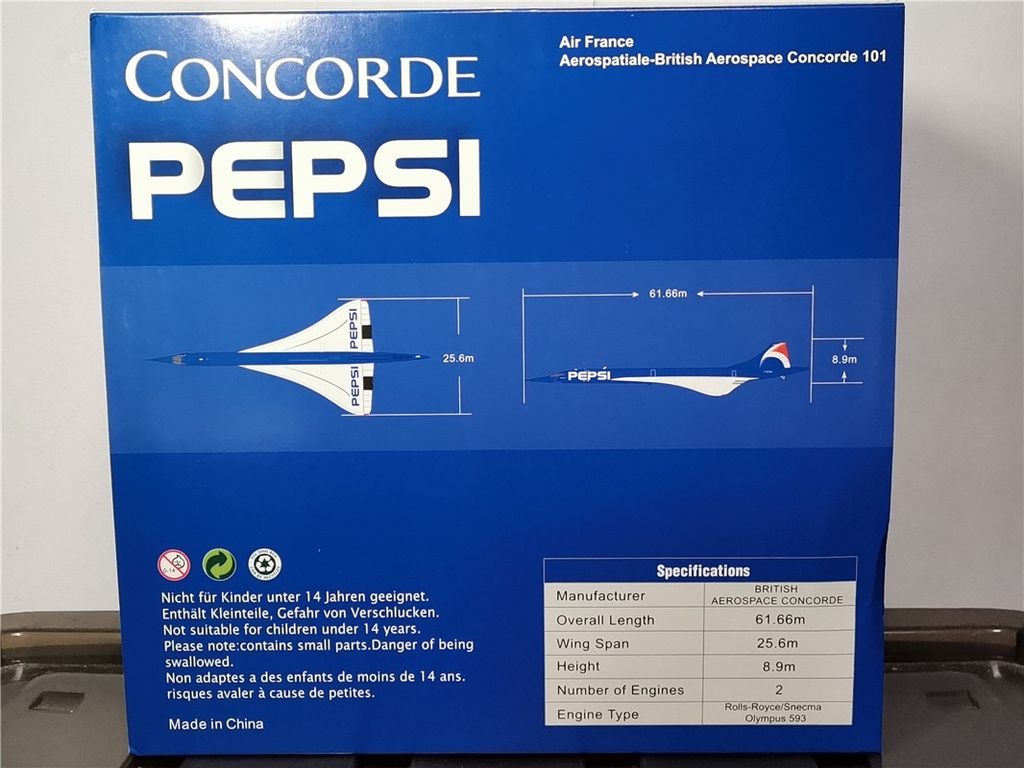 CONCORDE
PEPSI
Air France
Aerospatiale-British Aerospace Concorde 101
PEPSI
PEPSI
25.6m
61.66m
PEPSI
8.9m
0-14
Nicht für Kinder unter 14 Jahren geeignet.
Enthält Kleinteile, Gefahr von Verschlucken.
Not suitable for children under 14 years.
Please note:contains small parts.Danger of being
swallowed.
Non adaptes a des enfants de moins de 14 ans.
risques avaler à cause de petites.
Made in China
Specifications
Manufacturer BRITISH
AEROSPACE CONCORDE
Overall Length 61.66m
Wing Span 25.6m
Height 8.9m
Number of Engines 2
Engine Type Rolls-Royce/Snecma
Olympus 593